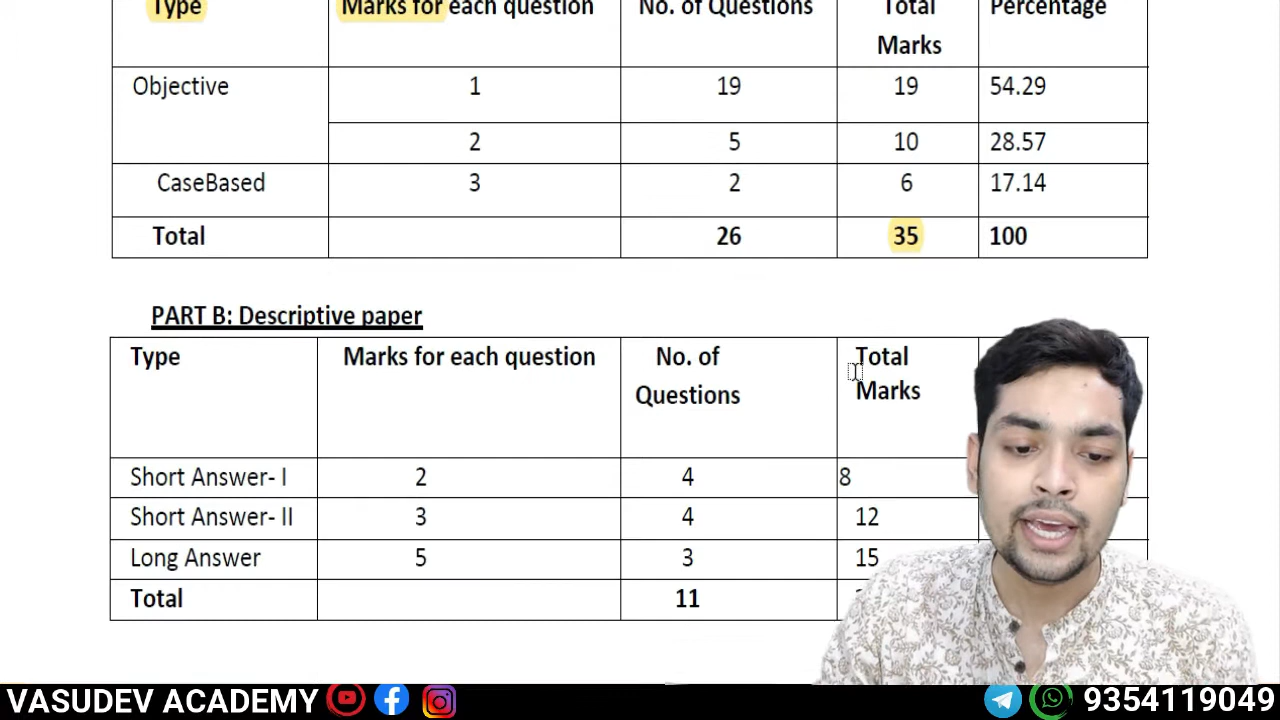 Type Marks for each question No. of Questions Total Marks Percentage
Objective 1 19 19 54.29
2 5 10 28.57
CaseBased 3 2 6 17.14
Total 26 35 100
PART B: Descriptive paper
Type Marks for each question No. of Questions Total Marks
Short Answer- I 2 4 8
Short Answer- II 3 4 12
Long Answer 5 3 15
Total 11
VASUDEV ACADEMY 9354119049